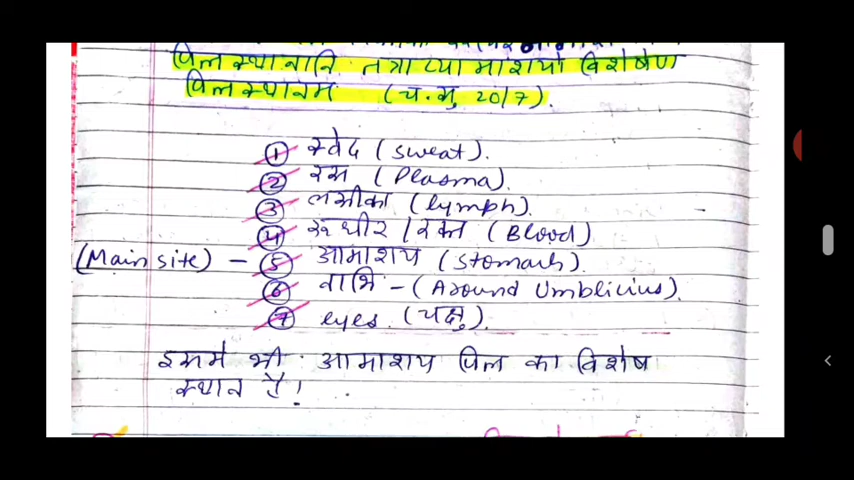 पित्तस्थानानि तत्राप्यामाशयो विशेषेण
पित्तस्थानम (च.सु. 20/7).
① स्वेद (Sweat).
② रस (Plasma).
③ लसीका (lymph).
④ रूधीर / रक्त (Blood)
(Main site) - ⑤ आमाशय (Stomach).
⑥ नाभि - (Around Umblicius).
⑦ eyes. (चक्षु).
इसमे भी आमाशय पित्त का विशेष
स्थान है!